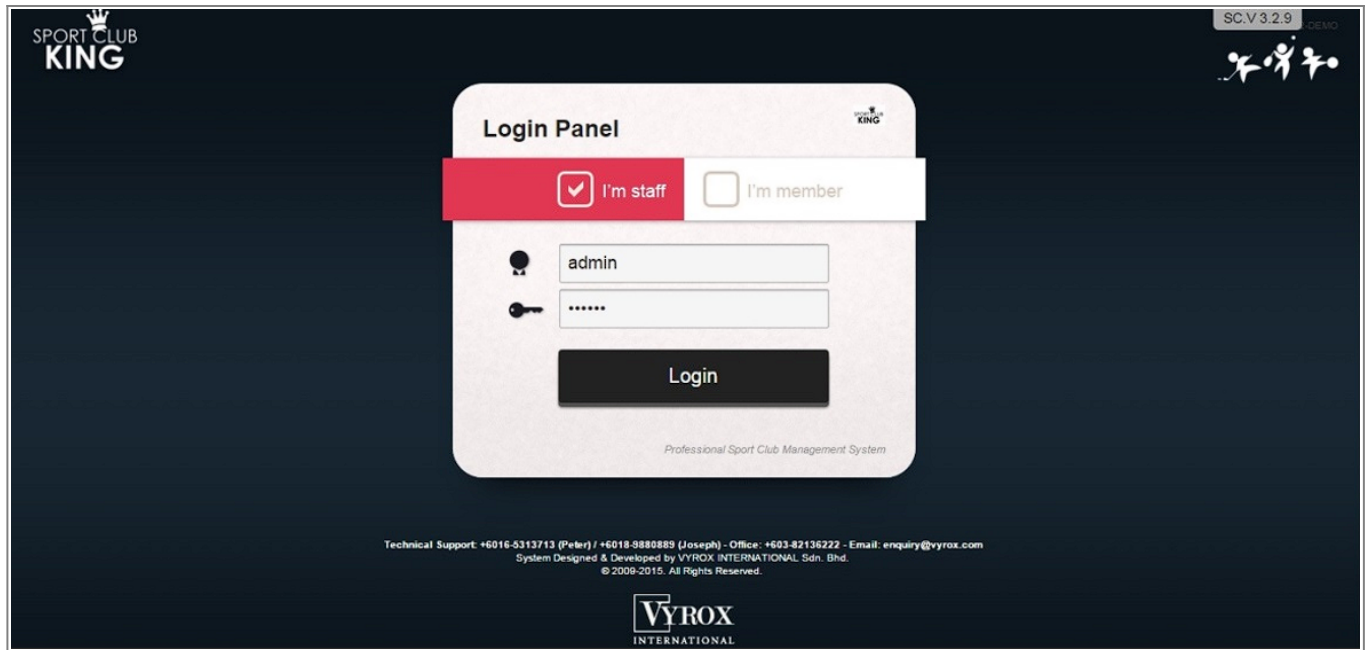 SPORT CLUB
KING
SC.V 3.2.9
-DEMO
Login Panel
SPORT CLUB
KING
I'm staff
I'm member
admin
••••••
Login
Professional Sport Club Management System
Technical Support: +6016-5313713 (Peter) / +6018-9880889 (Joseph) - Office: +603-82136222 - Email: enquiry@vyrox.com
System Designed & Developed by VYROX INTERNATIONAL Sdn. Bhd.
© 2009-2015. All Rights Reserved.
VYROX
INTERNATIONAL